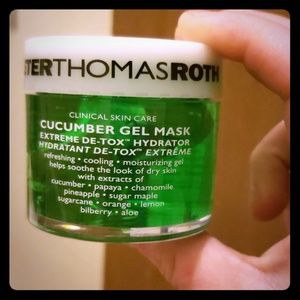 STERTHOMASROTH
CLINICAL SKIN CARE
CUCUMBER GEL MASK
EXTREME DE-TOX™ HYDRATOR
HYDRATANT DE-TOX™ EXTRÊME
refreshing • cooling • moisturizing gel
helps soothe the look of dry skin
with extracts of
cucumber • papaya • chamomile
pineapple • sugar maple
sugarcane • orange • lemon
bilberry • aloe